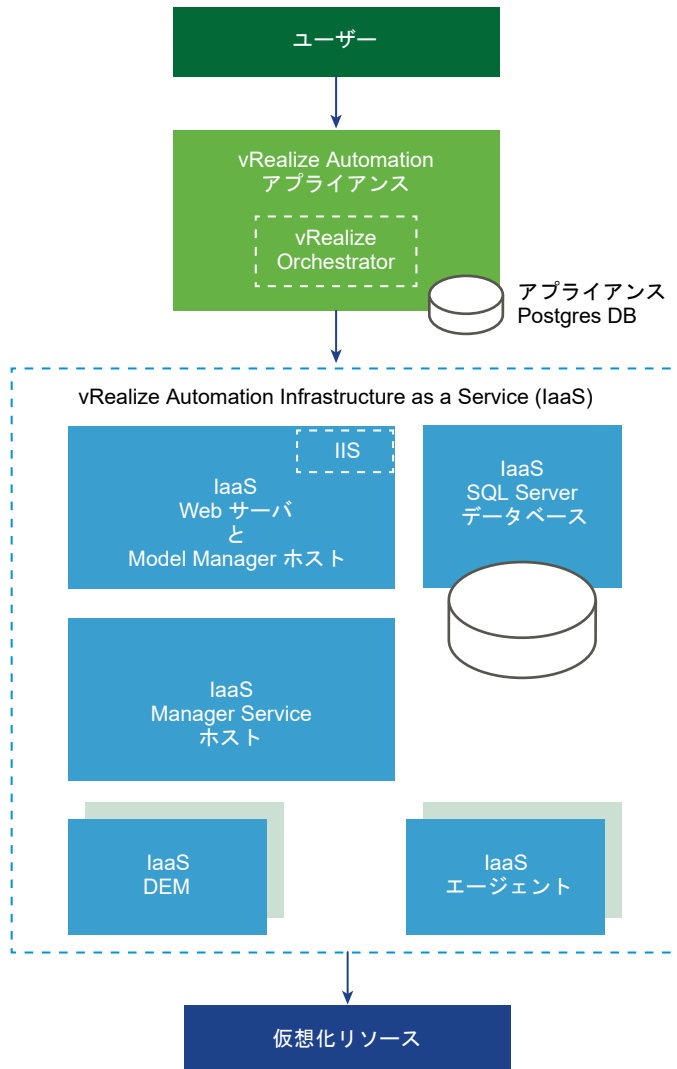 ユーザー
vRealize Automation
アプライアンス
vRealize
Orchestrator
アプライアンス
Postgres DB
vRealize Automation Infrastructure as a Service (IaaS)
IIS
IaaS
Web サーバ
と
Model Manager ホスト
IaaS
SQL Server
データベース
IaaS
Manager Service
ホスト
IaaS
DEM
IaaS
エージェント
仮想化リソース